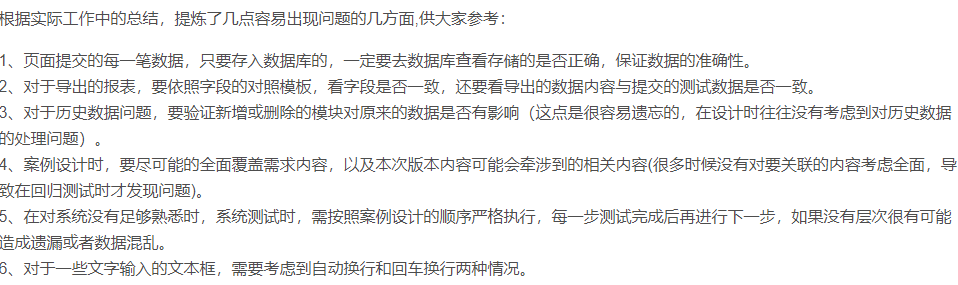 根据实际工作中的总结，提炼了几点容易出现问题的几方面,供大家参考：
1、页面提交的每一笔数据，只要存入数据库的，一定要去数据库查看存储的是否正确，保证数据的准确性。
2、对于导出的报表，要依照字段的对照模板，看字段是否一致，还要看导出的数据内容与提交的测试数据是否一致。
3、对于历史数据问题，要验证新增或删除的模块对原来的数据是否有影响（这点是很容易遗忘的，在设计时往往没有考虑到对历史数据
的处理问题）。
4、案例设计时，要尽可能的全面覆盖需求内容，以及本次版本内容可能会牵涉到的相关内容(很多时候没有对要关联的内容考虑全面，导
致在回归测试时才发现问题)。
5、在对系统没有足够熟悉时，系统测试时，需按照案例设计的顺序严格执行，每一步测试完成后再进行下一步，如果没有层次很有可能
造成遗漏或者数据混乱。
6、对于一些文字输入的文本框，需要考虑到自动换行和回车换行两种情况。